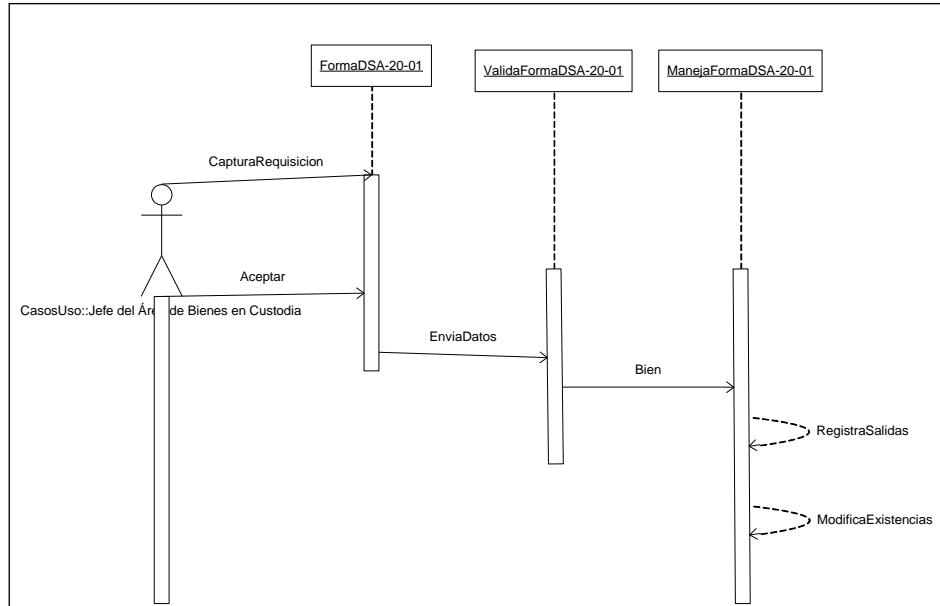 FormaDSA-20-01
ValidaFormaDSA-20-01
ManejaFormaDSA-20-01
CapturaRequisicion
Aceptar
CasosUso::Jefe del Área de Bienes en Custodia
EnviaDatos
Bien
RegistraSalidas
ModificaExistencias